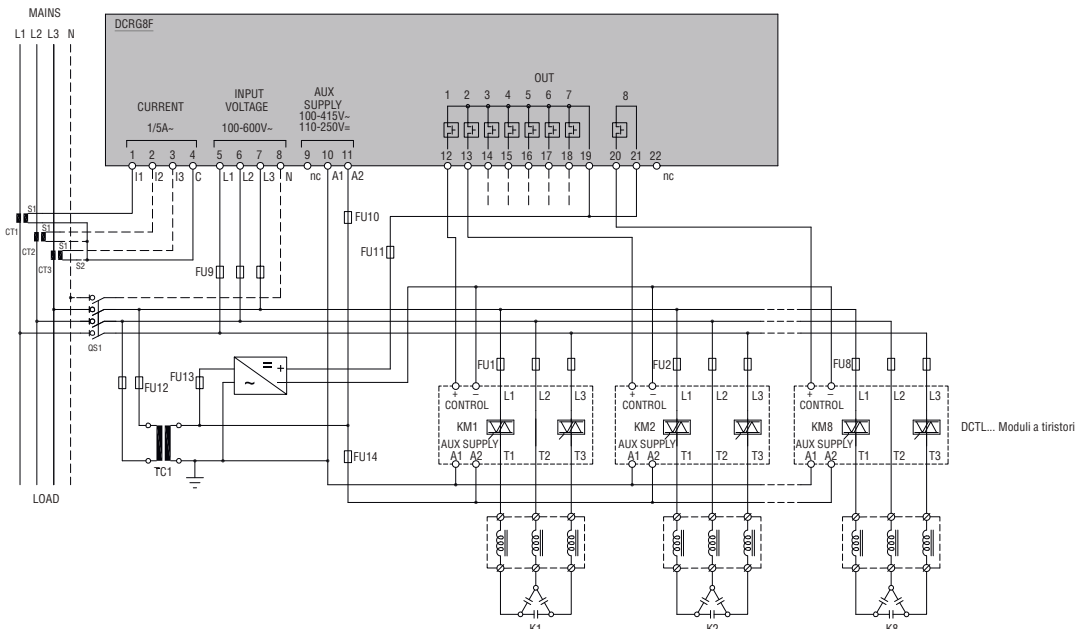 MAINS
L1 L2 L3 N
DCRG8F
CURRENT
1/5A~
INPUT
VOLTAGE
100-600V~
AUX
SUPPLY
100-415V~
110-250V=
OUT
1 2 3 4 5 6 7 8
1 2 3 4 5 6 7 8 9 10 11 12 13 14 15 16 17 18 19 20 21 22
I1 I2 I3 C L1 L2 L3 N nc A1 A2 nc
S1
CT1
S1
CT2
S1
CT3
S2
FU10
FU11
FU9
QS1
FU12
FU13
= +
~ −
FU1
FU2
FU8
+ − L1 L2 L3
CONTROL
KM1
AUX SUPPLY
A1 A2 T1 T2 T3
+ − L1 L2 L3
CONTROL
KM2
AUX SUPPLY
A1 A2 T1 T2 T3
+ − L1 L2 L3
CONTROL
KM8
AUX SUPPLY
A1 A2 T1 T2 T3
DCTL... Moduli a tiristori
FU14
TC1
LOAD
K1
K2
K8